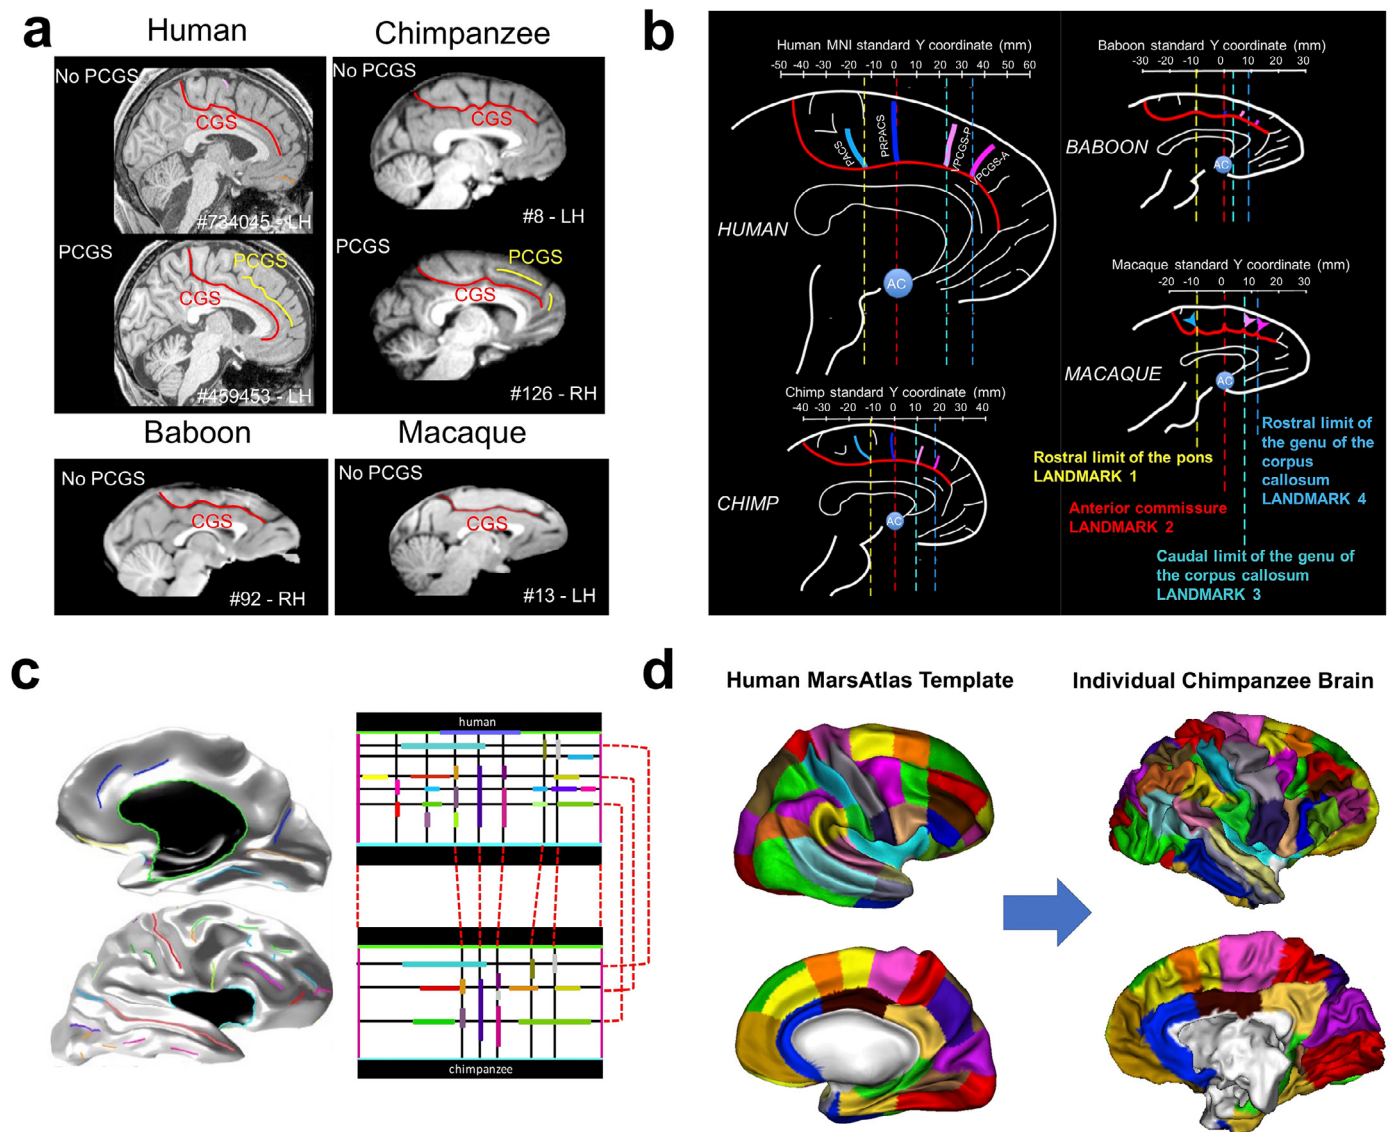 a
Human
Chimpanzee
No PCGS
CGS
#734045 - LH
No PCGS
CGS
#8 - LH
PCGS
PCGS
CGS
#459453 - LH
PCGS
PCGS
CGS
#126 - RH
Baboon
Macaque
No PCGS
CGS
#92 - RH
No PCGS
CGS
#13 - LH
b
Human MNI standard Y coordinate (mm)
-50 -40 -30 -20 -10 0 10 20 30 40 50 60
PACS
PRPACS
VPCGS-P
VPCGS-A
HUMAN
AC
Baboon standard Y coordinate (mm)
-30 -20 -10 0 10 20 30
BABOON
AC
Macaque standard Y coordinate (mm)
-20 -10 0 10 20 30
MACAQUE
AC
Chimp standard Y coordinate (mm)
-40 -30 -20 -10 0 10 20 30 40
CHIMP
AC
Rostral limit of the pons
LANDMARK 1
Anterior commissure
LANDMARK 2
Caudal limit of the genu of
the corpus callosum
LANDMARK 3
Rostral limit of
the genu of the
corpus
callosum
LANDMARK 4
c
human
chimpanzee
d
Human MarsAtlas Template
Individual Chimpanzee Brain